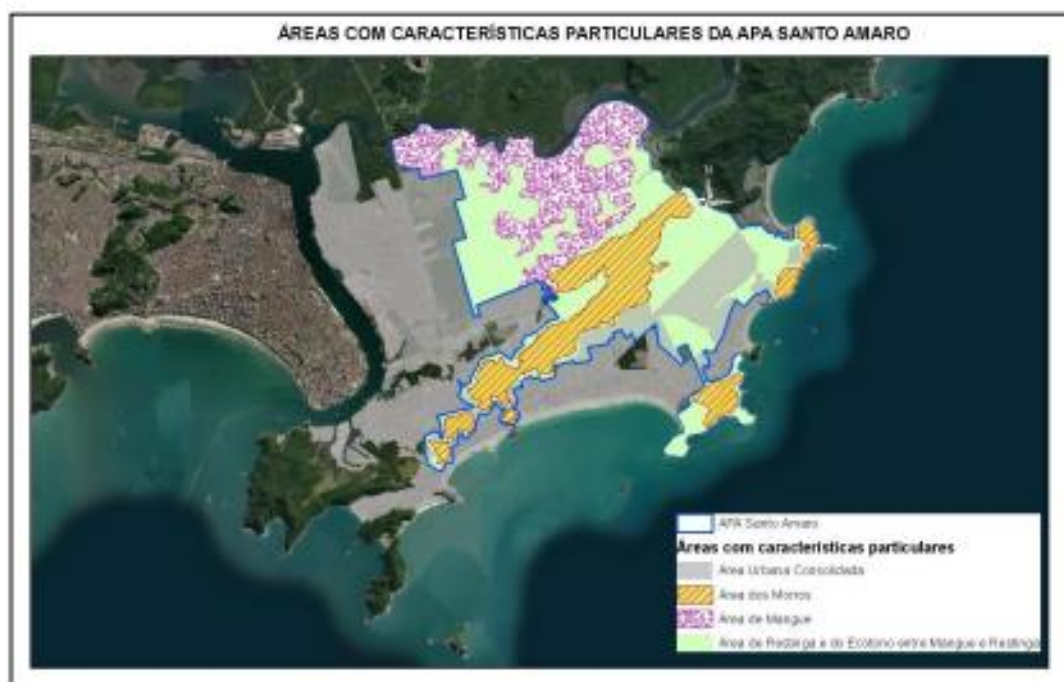 ÁREAS COM CARACTERÍSTICAS PARTICULARES DA APA SANTO AMARO
APA Santo Amaro
Áreas com características particulares
Área Urbana Consolidada
Área dos Morros
Área de Mangue
Área de Restinga e do Ecótono entre Mangue e Restinga